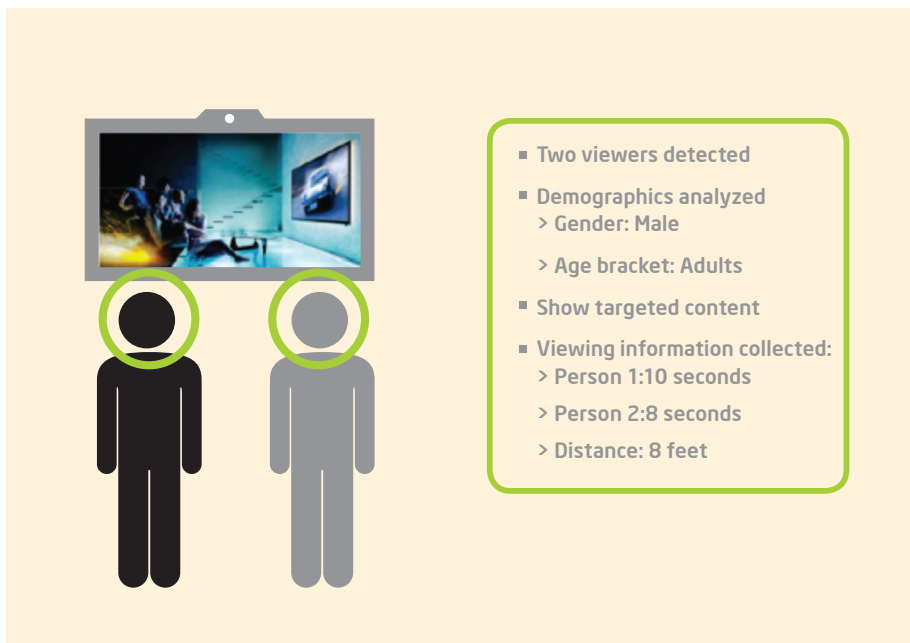 ▪ Two viewers detected
▪ Demographics analyzed
> Gender: Male
> Age bracket: Adults
▪ Show targeted content
▪ Viewing information collected:
> Person 1:10 seconds
> Person 2:8 seconds
> Distance: 8 feet